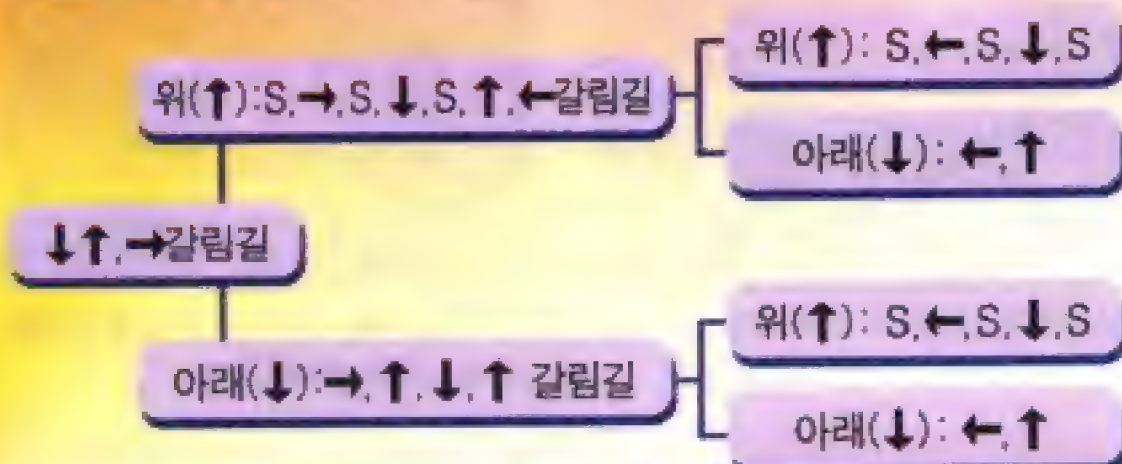 위(↑): S,←,S,↓,S
위(↑):S,→,S,↓,S,↑,←갈림길
아래(↓): ←,↑
↓↑,→갈림길
위(↑): S,←,S,↓,S
아래(↓):→,↑,↓,↑ 갈림길
아래(↓): ←,↑